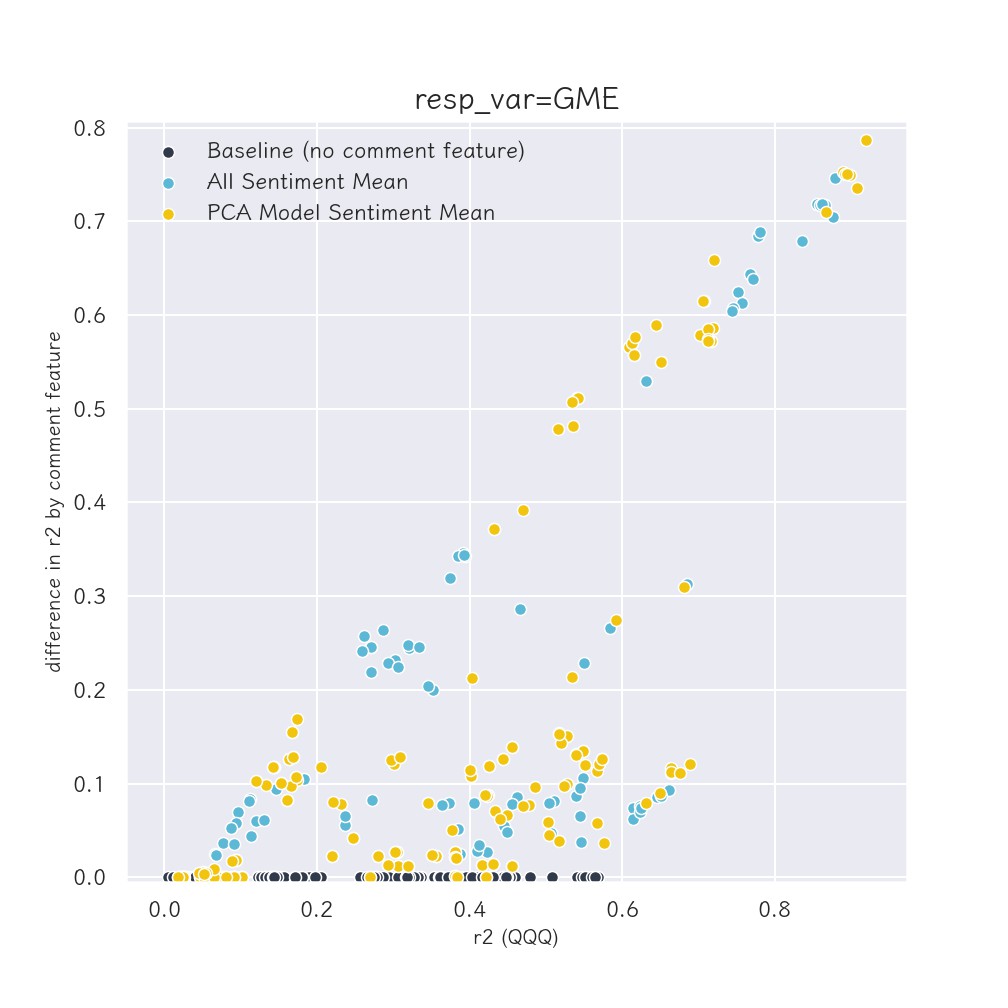 resp_var=GME
Baseline (no comment feature)
All Sentiment Mean
PCA Model Sentiment Mean
difference in r2 by comment feature
0.8
0.7
0.6
0.5
0.4
0.3
0.2
0.1
0.0
0.0 0.2 0.4 0.6 0.8
r2 (QQQ)